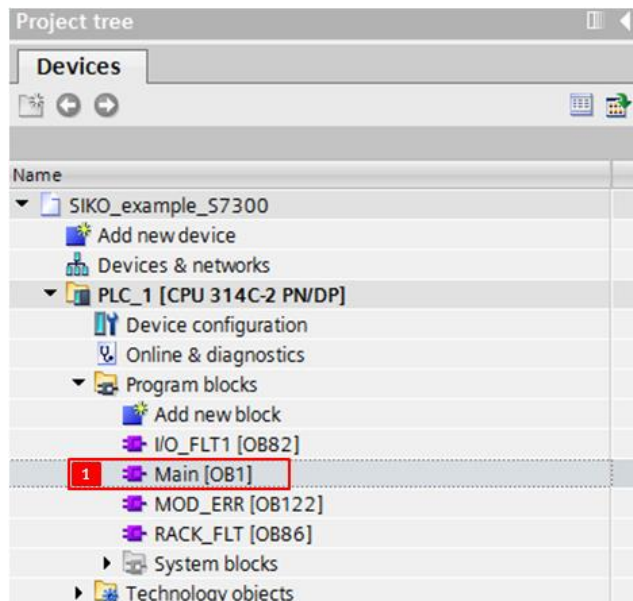 Project tree
Devices
Name
SIKO_example_S7300
Add new device
Devices & networks
PLC_1 [CPU 314C-2 PN/DP]
Device configuration
Online & diagnostics
Program blocks
Add new block
I/O_FLT1 [OB82]
1 Main [OB1]
MOD_ERR [OB122]
RACK_FLT [OB86]
System blocks
Technology objects